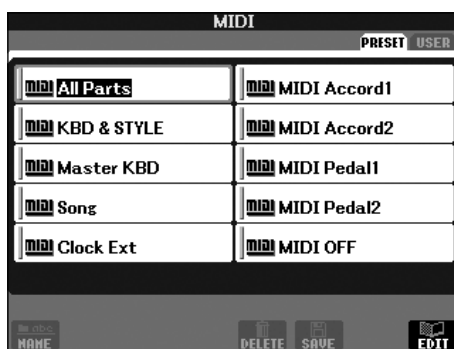 MIDI
PRESET USER
MIDI All Parts
MIDI KBD & STYLE
MIDI Master KBD
MIDI Song
MIDI Clock Ext
MIDI MIDI Accord1
MIDI MIDI Accord2
MIDI MIDI Pedal1
MIDI MIDI Pedal2
MIDI MIDI OFF
abc
NAME DELETE SAVE EDIT